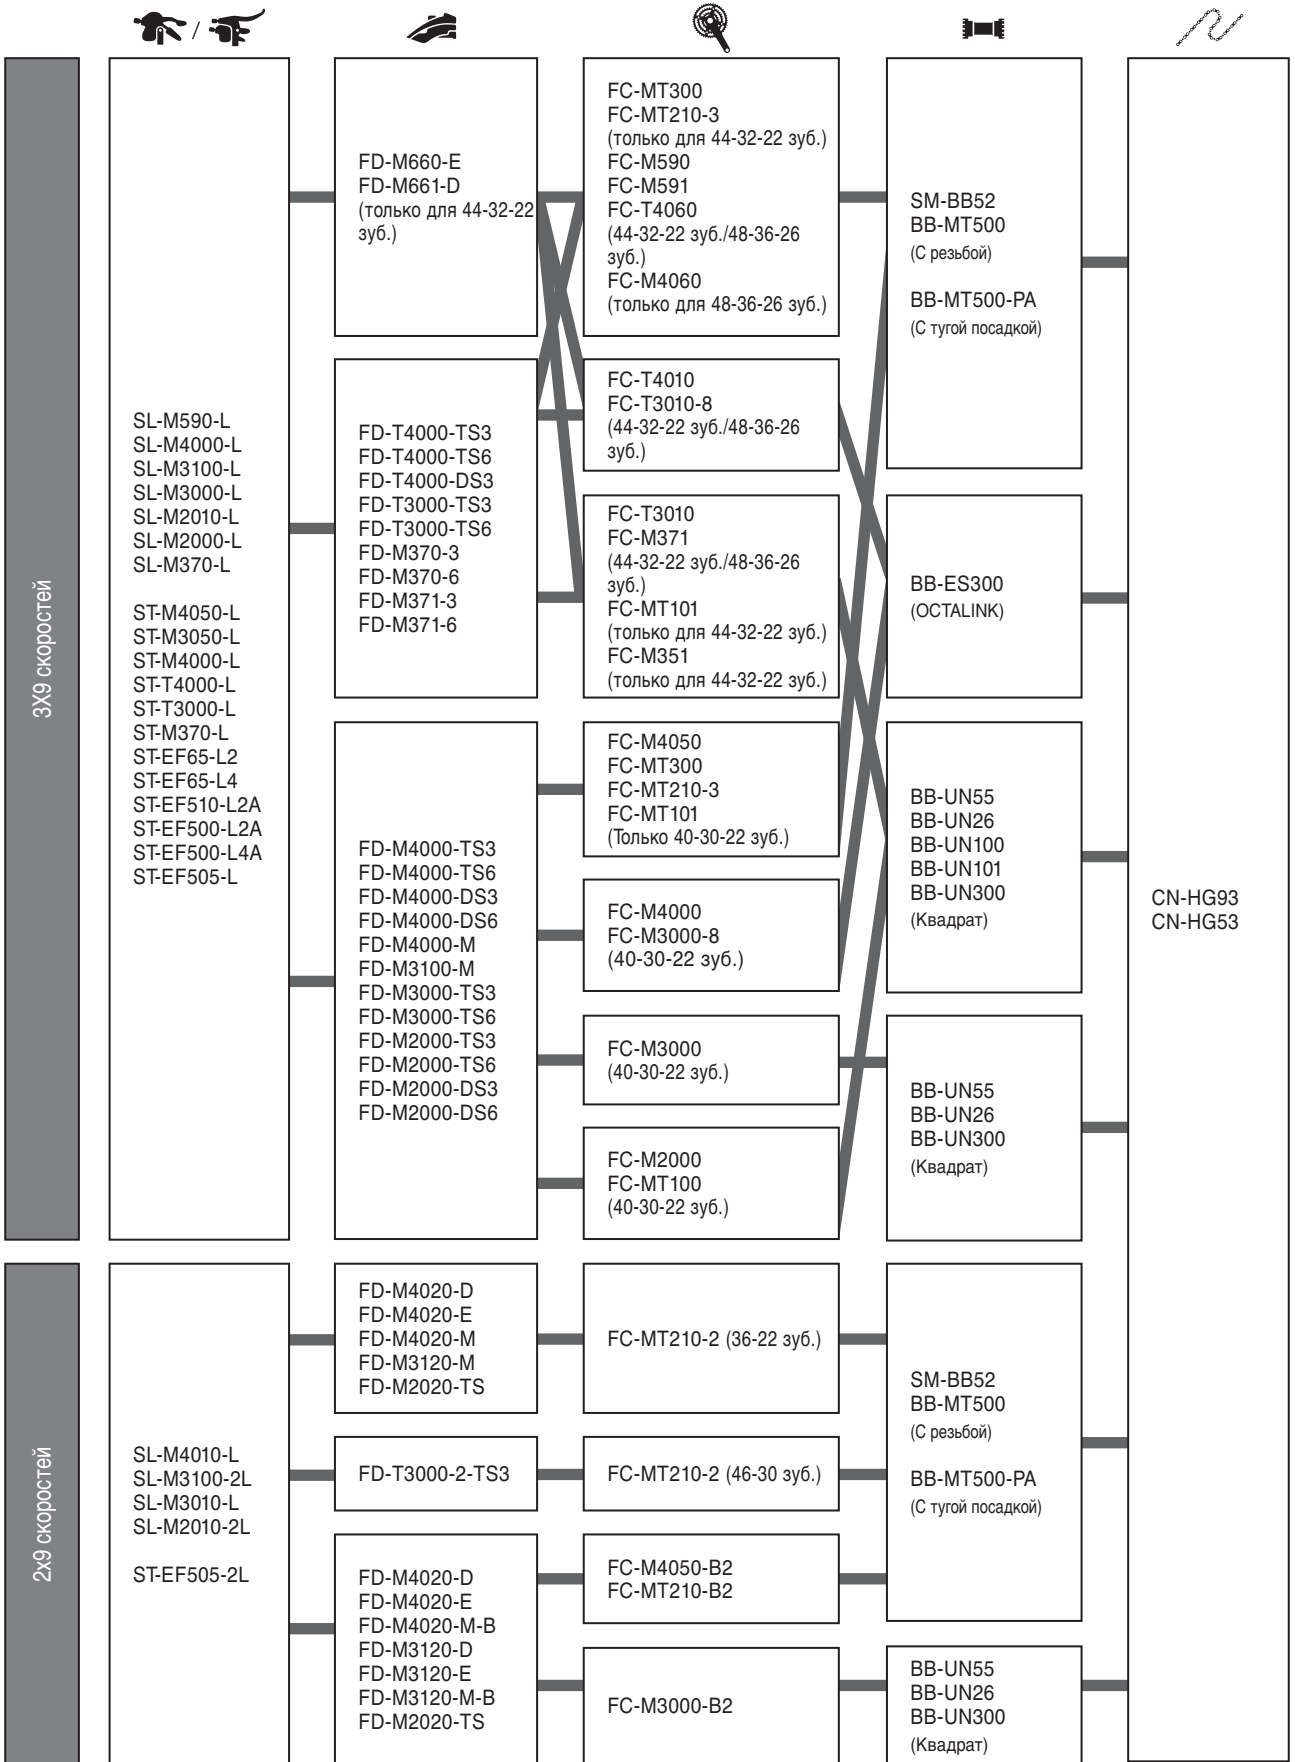 /
3X9 скоростей
SL-M590-L
SL-M4000-L
SL-M3100-L
SL-M3000-L
SL-M2010-L
SL-M2000-L
SL-M370-L
ST-M4050-L
ST-M3050-L
ST-M4000-L
ST-T4000-L
ST-T3000-L
ST-M370-L
ST-EF65-L2
ST-EF65-L4
ST-EF510-L2A
ST-EF500-L2A
ST-EF500-L4A
ST-EF505-L
FD-M660-E
FD-M661-D
(только для 44-32-22
зуб.)
FD-T4000-TS3
FD-T4000-TS6
FD-T4000-DS3
FD-T3000-TS3
FD-T3000-TS6
FD-M370-3
FD-M370-6
FD-M371-3
FD-M371-6
FD-M4000-TS3
FD-M4000-TS6
FD-M4000-DS3
FD-M4000-DS6
FD-M4000-M
FD-M3100-M
FD-M3000-TS3
FD-M3000-TS6
FD-M2000-TS3
FD-M2000-TS6
FD-M2000-DS3
FD-M2000-DS6
FC-MT300
FC-MT210-3
(только для 44-32-22 зуб.)
FC-M590
FC-M591
FC-T4060
(44-32-22 зуб./48-36-26
зуб.)
FC-M4060
(только для 48-36-26 зуб.)
FC-T4010
FC-T3010-8
(44-32-22 зуб./48-36-26
зуб.)
FC-T3010
FC-M371
(44-32-22 зуб./48-36-26
зуб.)
FC-MT101
(только для 44-32-22 зуб.)
FC-M351
(только для 44-32-22 зуб.)
FC-M4050
FC-MT300
FC-MT210-3
FC-MT101
(Только 40-30-22 зуб.)
FC-M4000
FC-M3000-8
(40-30-22 зуб.)
FC-M3000
(40-30-22 зуб.)
FC-M2000
FC-MT100
(40-30-22 зуб.)
SM-BB52
BB-MT500
(С резьбой)
BB-MT500-PA
(С тугой посадкой)
BB-ES300
(OCTALINK)
BB-UN55
BB-UN26
BB-UN100
BB-UN101
BB-UN300
(Квадрат)
BB-UN55
BB-UN26
BB-UN300
(Квадрат)
CN-HG93
CN-HG53
2x9 скоростей
SL-M4010-L
SL-M3100-2L
SL-M3010-L
SL-M2010-2L
ST-EF505-2L
FD-M4020-D
FD-M4020-E
FD-M4020-M
FD-M3120-M
FD-M2020-TS
FD-T3000-2-TS3
FD-M4020-D
FD-M4020-E
FD-M4020-M-B
FD-M3120-D
FD-M3120-E
FD-M3120-M-B
FD-M2020-TS
FC-MT210-2 (36-22 зуб.)
FC-MT210-2 (46-30 зуб.)
FC-M4050-B2
FC-MT210-B2
FC-M3000-B2
SM-BB52
BB-MT500
(С резьбой)
BB-MT500-PA
(С тугой посадкой)
BB-UN55
BB-UN26
BB-UN300
(Квадрат)